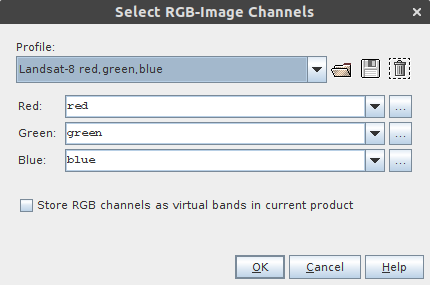 Select RGB-Image Channels
Profile:
Landsat-8 red,green,blue
Red: red ...
Green: green ...
Blue: blue ...
Store RGB channels as virtual bands in current product
OK Cancel Help